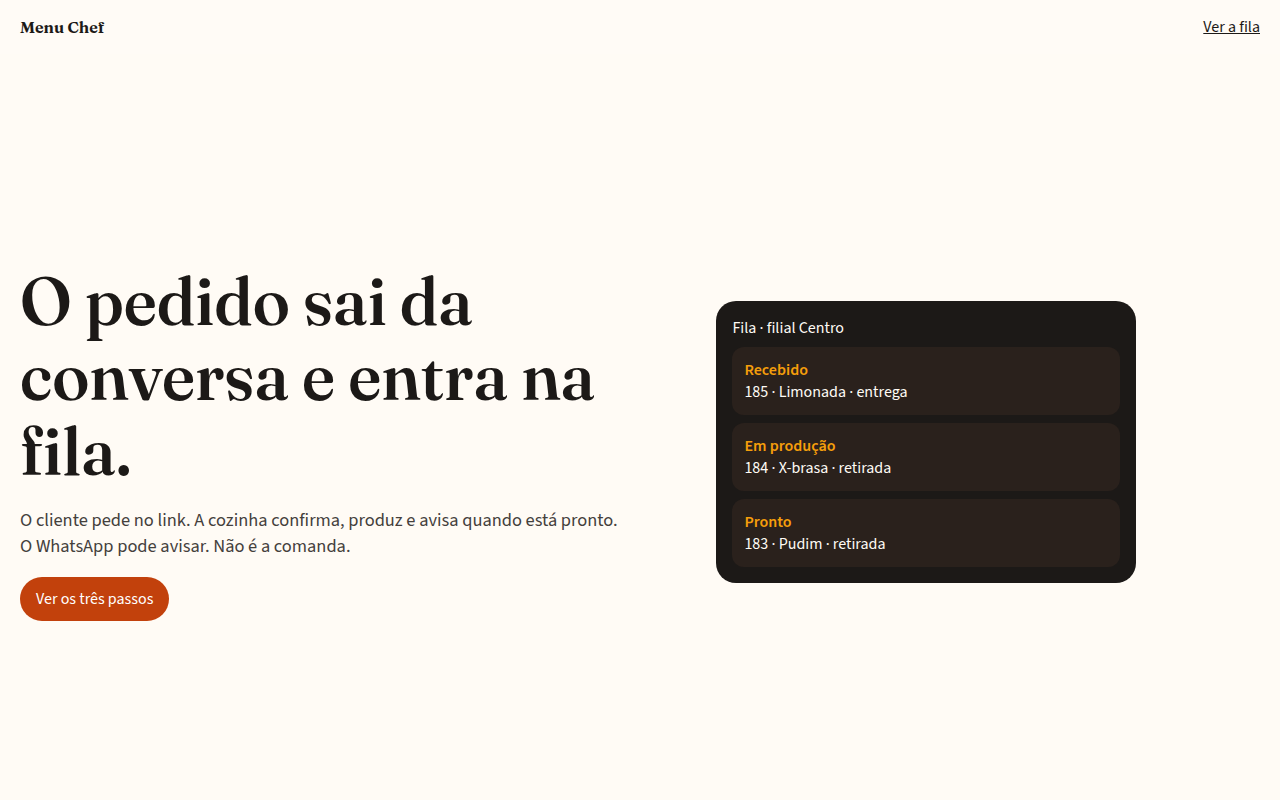 Menu Chef
Ver a fila
O pedido sai da
conversa e entra na
fila.
O cliente pede no link. A cozinha confirma, produz e avisa quando está pronto.
O WhatsApp pode avisar. Não é a comanda.
Ver os três passos
Fila · filial Centro
Recebido
185 · Limonada · entrega
Em produção
184 · X-brasa · retirada
Pronto
183 · Pudim · retirada